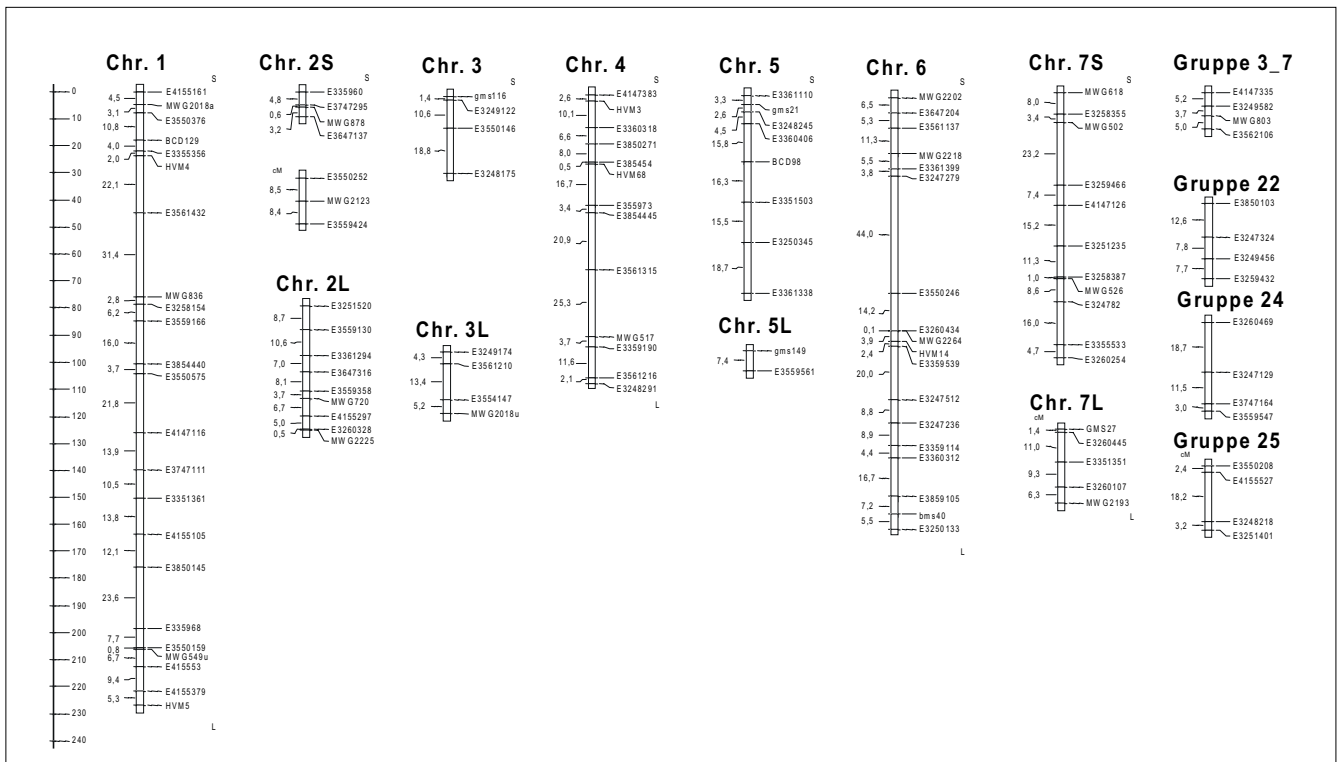 Chr. 1
S
0
10
20
30
40
50
60
70
80
90
100
110
120
130
140
150
160
170
180
190
200
210
220
230
240
4,5
3,1
10,8
4,0
2,0
22,1
31,4
2,8
6,2
16,0
3,7
21,8
13,9
10,5
13,8
12,1
23,6
7,7
0,8
6,7
9,4
5,3
E4155161
MWG2018a
E3550376
BCD129
E3355356
HVM4
E3561432
MWG836
E3258154
E3559166
E3854440
E3550575
E4147116
E3747111
E3351361
E4155105
E3850145
E335968
E3550159
MWG549u
E415553
E4155379
HVM5
L
Chr. 2S
S
4,8
0,6
3,2
E335960
E3747295
MWG878
E3647137
cM
8,5
8,4
E3550252
MWG2123
E3559424
Chr. 2L
8,7
10,6
7,0
8,1
3,7
6,7
5,0
0,5
E3251520
E3559130
E3361294
E3647316
E3559358
MWG720
E4155297
E3260328
MWG2225
Chr. 3
S
1,4
10,6
18,8
gms116
E3249122
E3550146
E3248175
Chr. 3L
4,3
13,4
5,2
E3249174
E3561210
E3554147
MWG2018u
Chr. 4
S
2,6
10,1
6,6
8,0
0,5
16,7
3,4
20,9
25,3
3,7
11,6
2,1
E4147383
HVM3
E3360318
E3850271
E385454
HVM68
E355973
E3854445
E3561315
MWG517
E3359190
E3561216
E3248291
L
Chr. 5
S
3,3
2,6
4,5
15,8
16,3
15,5
18,7
E3361110
gms21
E3248245
E3360406
BCD98
E3351503
E3250345
E3361338
Chr. 5L
7,4
gms149
E3559561
Chr. 6
S
6,5
5,3
11,3
5,5
3,8
44,0
14,2
0,1
3,9
2,4
20,0
8,8
8,9
4,4
16,7
7,2
5,5
MWG2202
E3647204
E3561137
MWG2218
E3361399
E3247279
E3550246
E3260434
MWG2264
HVM14
E3359539
E3247512
E3247236
E3359114
E3360312
E3859105
bms40
E3250133
L
Chr. 7S
S
8,0
3,4
23,2
7,4
15,2
11,3
1,0
8,6
16,0
4,7
MWG618
E3258355
MWG502
E3259466
E4147126
E3251235
E3258387
MWG526
E324782
E3355533
E3260254
Chr. 7L
cM
1,4
11,0
9,3
6,3
GMS27
E3260445
E3351351
E3260107
MWG2193
L
Gruppe 3_7
5,2
3,7
5,0
E4147335
E3249582
MWG803
E3562106
Gruppe 22
12,6
7,8
7,7
E3850103
E3247324
E3249456
E3259432
Gruppe 24
18,7
11,5
3,0
E3260469
E3247129
E3747164
E3559547
Gruppe 25
cM
2,4
18,2
3,2
E3550208
E4155527
E3248218
E3251401